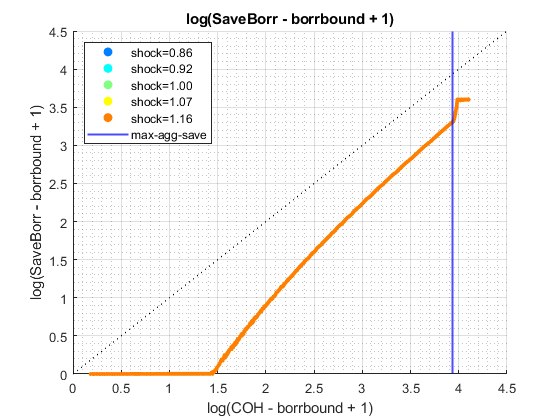 log(SaveBorr - borrbound + 1)
shock=0.86
shock=0.92
shock=1.00
shock=1.07
shock=1.16
max-agg-save
log(SaveBorr - borrbound + 1)
4.5
4
3.5
3
2.5
2
1.5
1
0.5
0
0 0.5 1 1.5 2 2.5 3 3.5 4 4.5
log(COH - borrbound + 1)